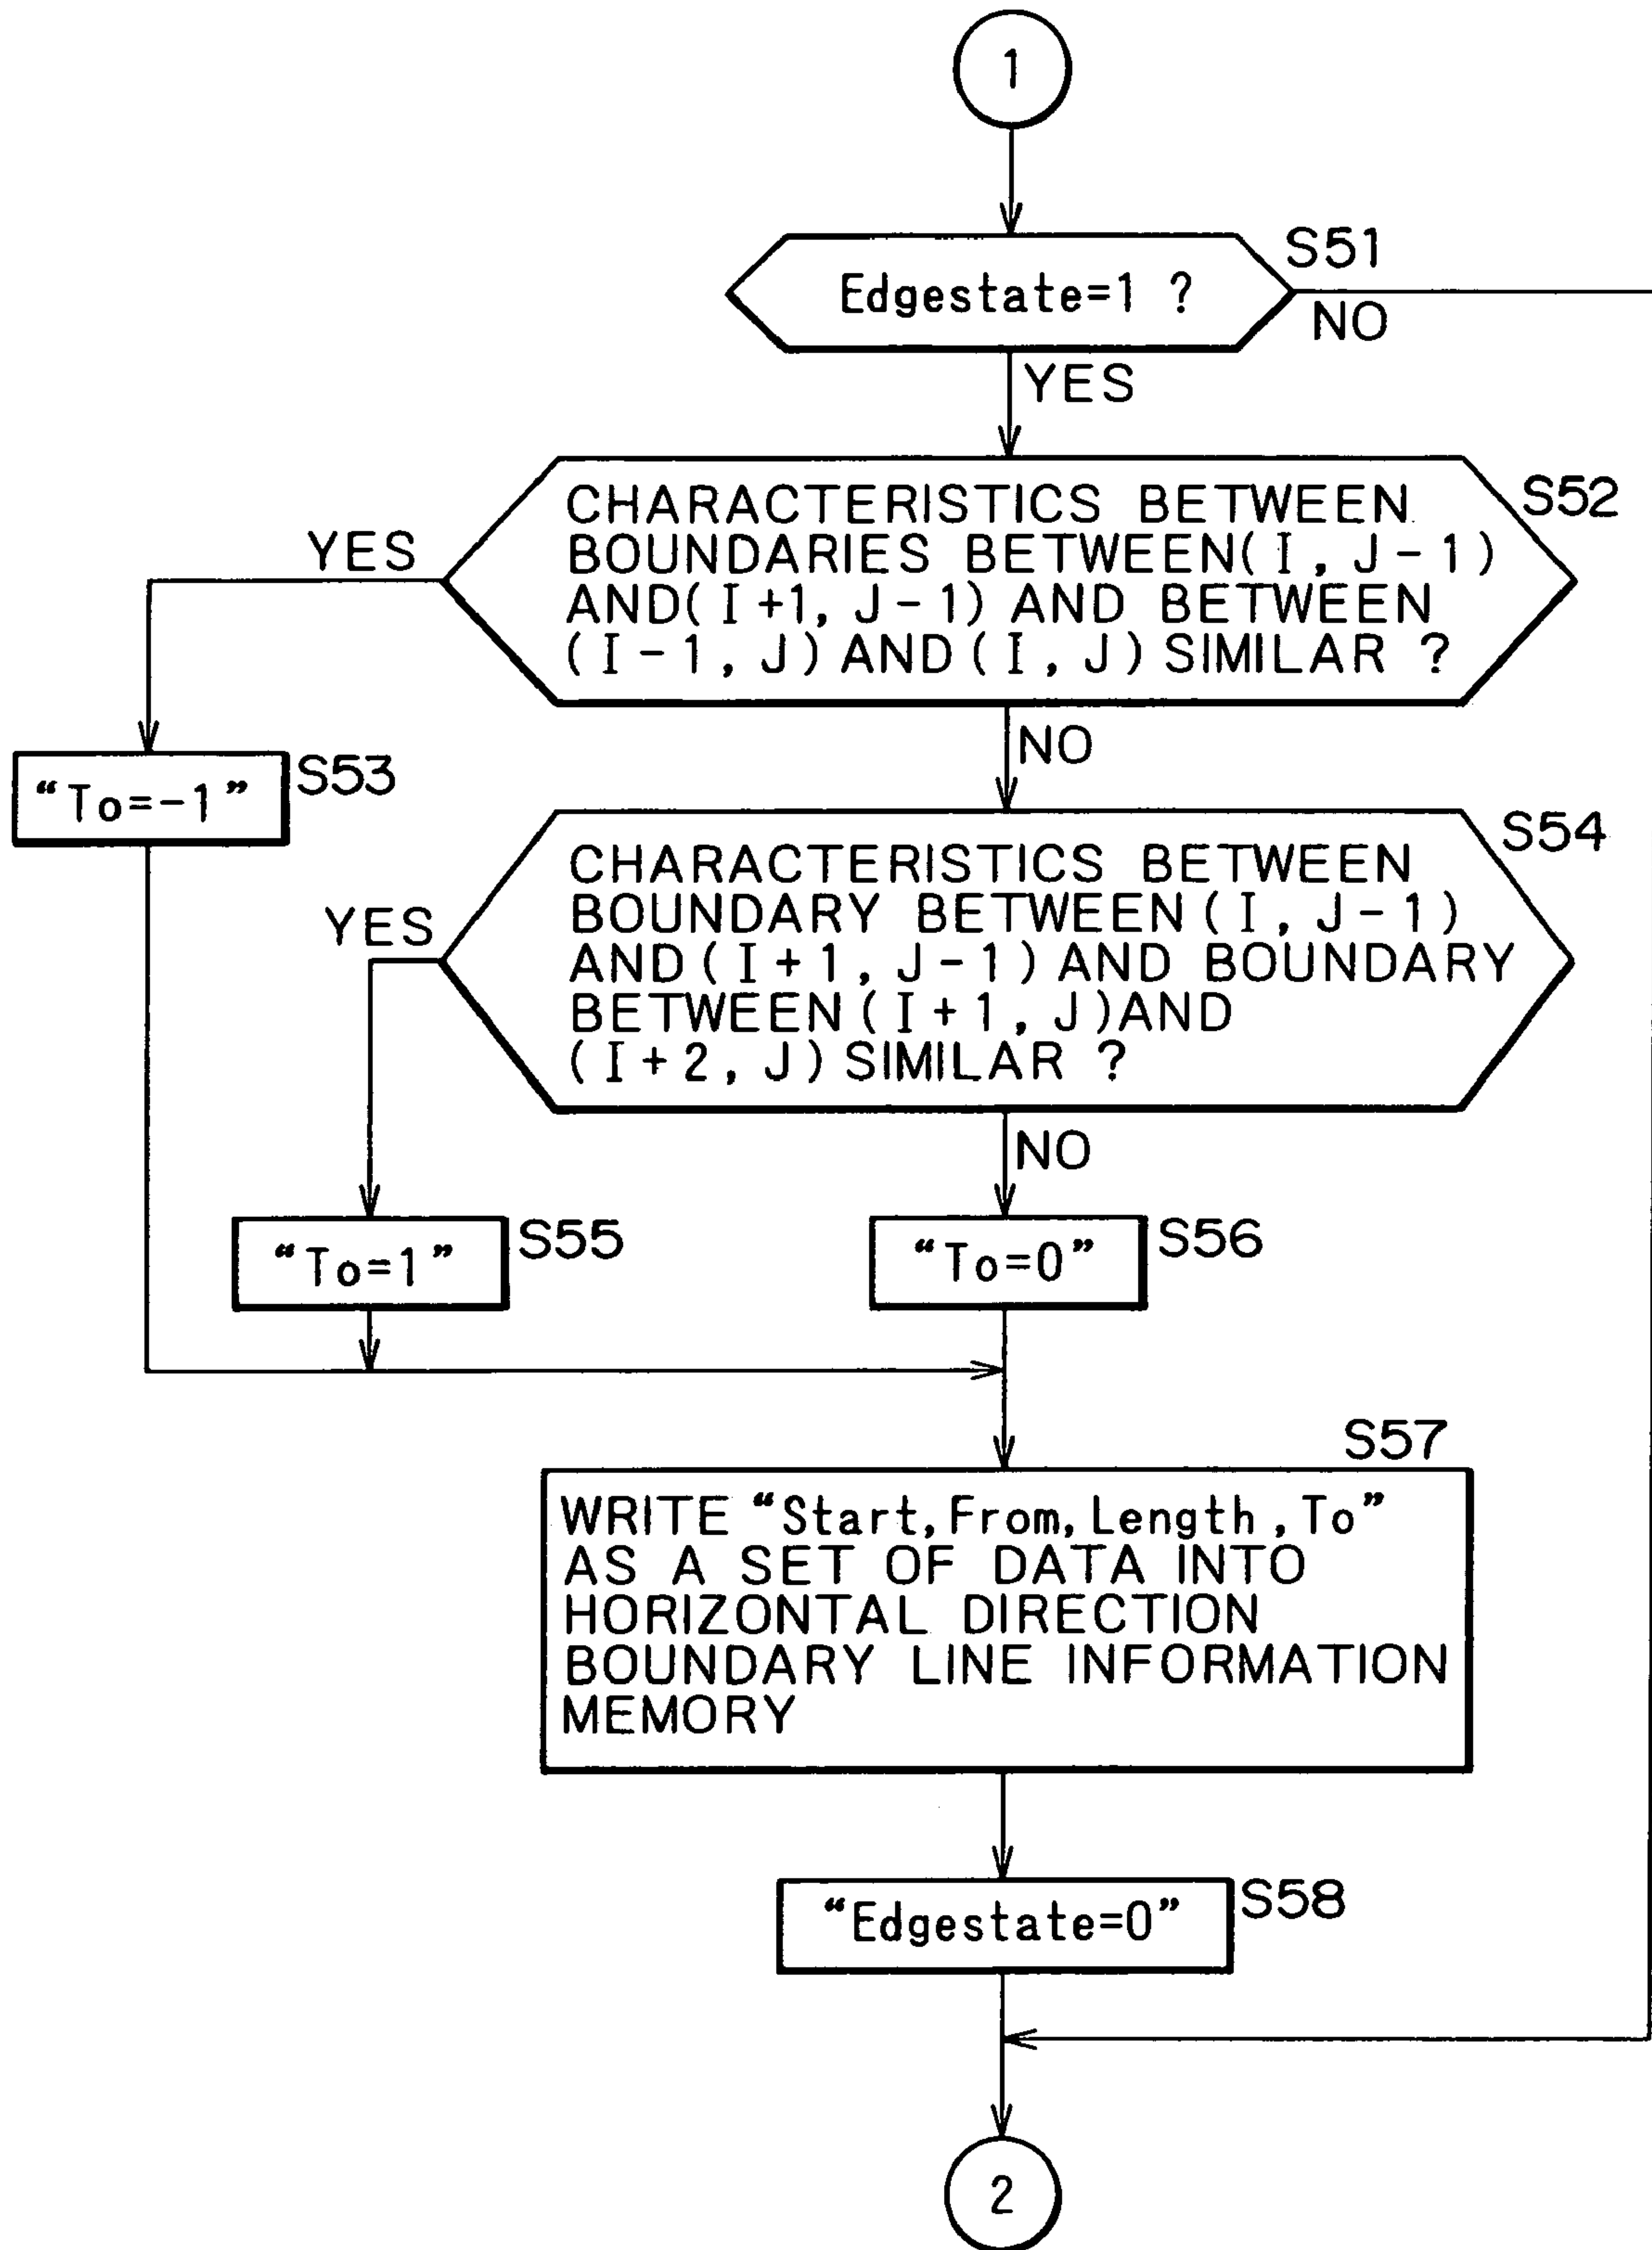 1
S51
Edgestate=1 ?
NO
YES
S52
CHARACTERISTICS BETWEEN
BOUNDARIES BETWEEN(I, J-1)
AND(I+1, J-1) AND BETWEEN
(I-1, J) AND (I, J) SIMILAR ?
YES
NO
S53
“To=-1”
S54
CHARACTERISTICS BETWEEN
BOUNDARY BETWEEN(I, J-1)
AND(I+1, J-1) AND BOUNDARY
BETWEEN(I+1, J)AND
(I+2, J) SIMILAR ?
YES
NO
S55
“To=1”
S56
“To=0”
S57
WRITE “Start, From, Length, To”
AS A SET OF DATA INTO
HORIZONTAL DIRECTION
BOUNDARY LINE INFORMATION
MEMORY
S58
“Edgestate=0”
2